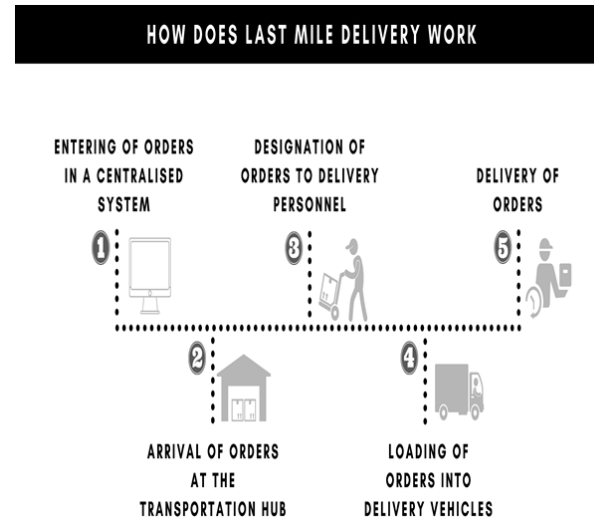 HOW DOES LAST MILE DELIVERY WORK
ENTERING OF ORDERS
IN A CENTRALISED
SYSTEM
1
2
ARRIVAL OF ORDERS
AT THE
TRANSPORTATION HUB
DESIGNATION OF
ORDERS TO DELIVERY
PERSONNEL
3
4
LOADING OF
ORDERS INTO
DELIVERY VEHICLES
DELIVERY OF
ORDERS
5